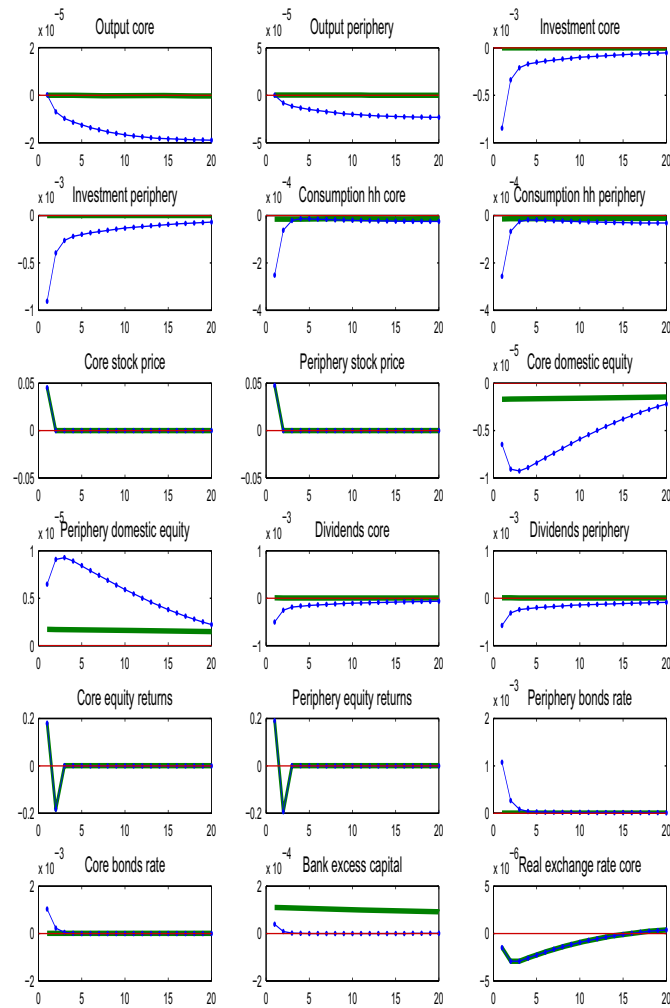 x 10^-5 Output core
x 10^-5 Output periphery
x 10^-3 Investment core
2 5 0
0 0 -0.5
-2 -5 -1
0 5 10 15 20 0 5 10 15 20 0 5 10 15 20
x 10^-3 Investment periphery
x 10^-4 Consumption hh core
x 10^-4 Consumption hh periphery
0 0 0
-0.5 -2 -2
-1 -4 -4
0 5 10 15 20 0 5 10 15 20 0 5 10 15 20
Core stock price
Periphery stock price
x 10^-5 Core domestic equity
0.05 0.05 0
0 0 -0.5
0.05 0.05 -1
0 5 10 15 20 0 5 10 15 20 0 5 10 15 20
x 10^-5 Periphery domestic equity
x 10^-3 Dividends core
x 10^-3 Dividends periphery
1 1 1
0.5 0 0
0 -1 -1
0 5 10 15 20 0 5 10 15 20 0 5 10 15 20
Core equity returns
Periphery equity returns
x 10^-3 Periphery bonds rate
0.2 0.2 2
0 0 1
-0.2 -0.2 0
0 5 10 15 20 0 5 10 15 20 0 5 10 15 20
x 10^-3 Core bonds rate
x 10^-4 Bank excess capital
x 10^-6 Real exchange rate core
2 2 5
0 0 0
-2 -2 -5
0 5 10 15 20 0 5 10 15 20 0 5 10 15 20